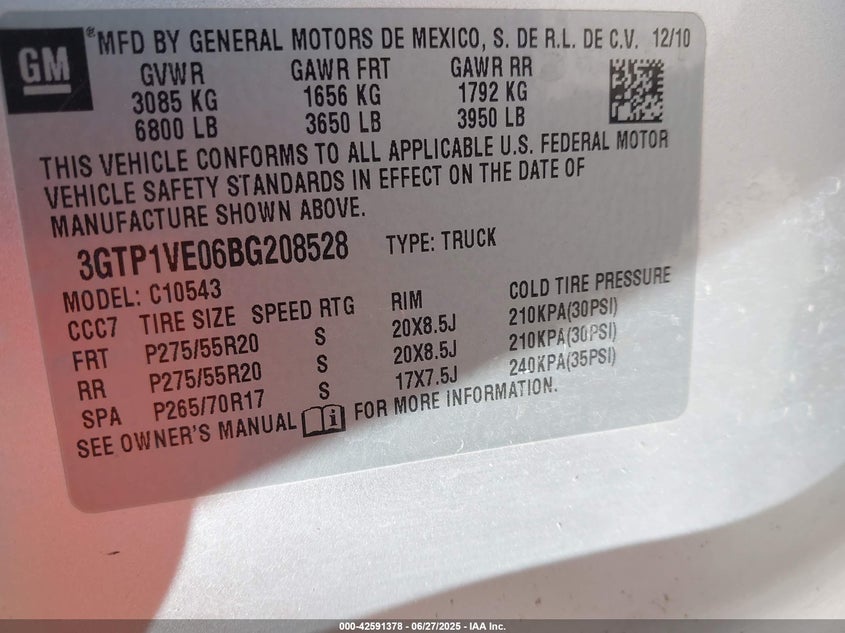 GM
®MFD BY GENERAL MOTORS DE MEXICO, S. DE R.L. DE C.V. 12/10
GVWR GAWR FRT GAWR RR
3085 KG 1656 KG 1792 KG
6800 LB 3650 LB 3950 LB
THIS VEHICLE CONFORMS TO ALL APPLICABLE U.S. FEDERAL MOTOR
VEHICLE SAFETY STANDARDS IN EFFECT ON THE DATE OF
MANUFACTURE SHOWN ABOVE.
3GTP1VE06BG208528 TYPE: TRUCK
MODEL: C10543
CCC7 TIRE SIZE SPEED RTG RIM COLD TIRE PRESSURE
FRT P275/55R20 S 20X8.5J 210KPA(30PSI)
RR P275/55R20 S 20X8.5J 210KPA(30PSI)
SPA P265/70R17 S 17X7.5J 240KPA(35PSI)
SEE OWNER'S MANUAL i FOR MORE INFORMATION.
000-42591378 | 06/27/2025 - IAA Inc.